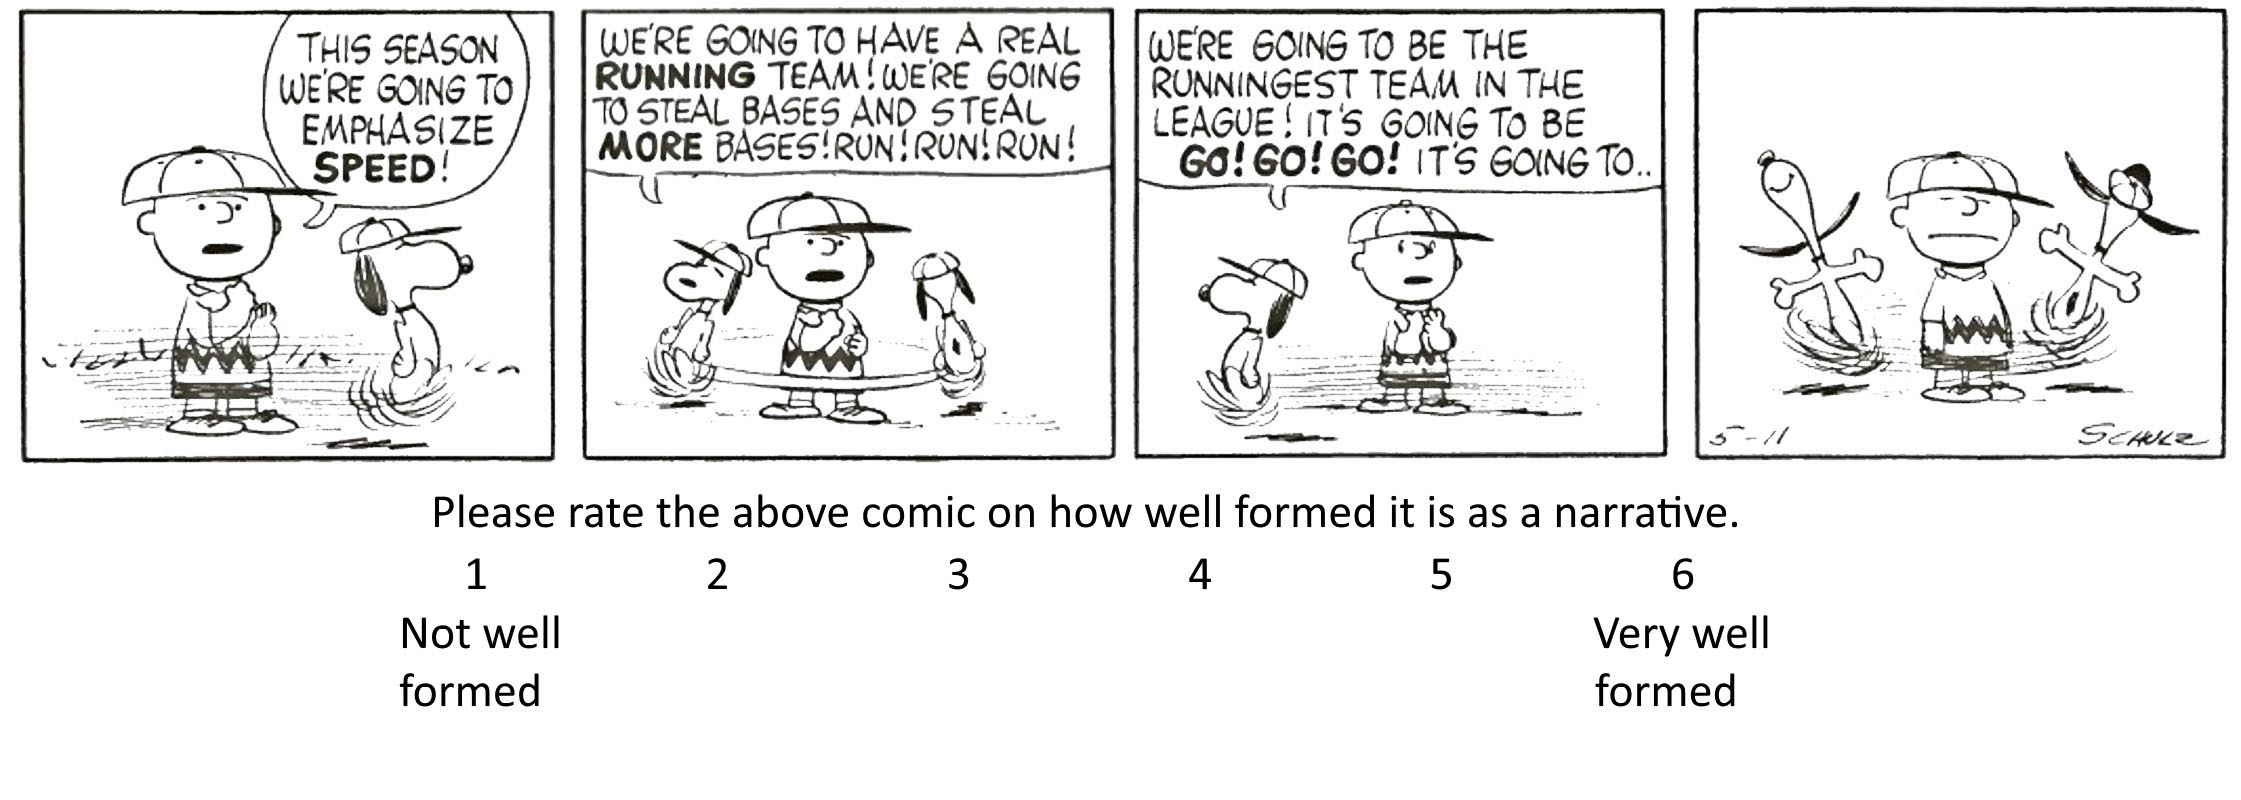 THIS SEASON
WE'RE GOING TO
EMPHASIZE
SPEED!
WE'RE GOING TO HAVE A REAL
RUNNING TEAM! WE'RE GOING
TO STEAL BASES AND STEAL
MORE BASES! RUN! RUN! RUN!
WE'RE GOING TO BE THE
RUNNINGEST TEAM IN THE
LEAGUE! IT'S GOING TO BE
GO! GO! GO! IT'S GOING TO..
5-11
SCHULZ
Please rate the above comic on how well formed it is as a narrative.
1 2 3 4 5 6
Not well
formed
Very well
formed